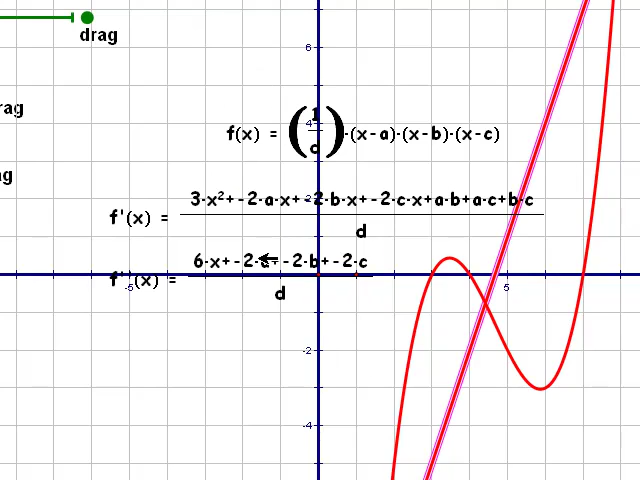 drag
6
rag
4
f(x) = (1/d)·(x-a)·(x-b)·(x-c)
ag
2
f'(x) = 3·x²+-2·a·x+-2·b·x+-2·c·x+a·b+a·c+b·c
d
f''(x) = 6·x+-2·a+-2·b+-2·c
d
-5
5
-2
-4